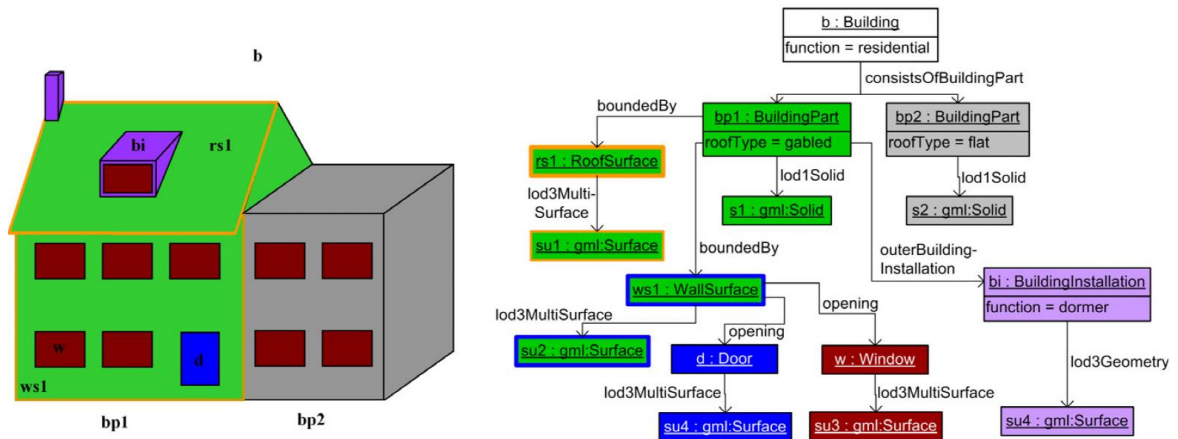 b
bi
rs1
w
d
ws1
bp1
bp2
b : Building
function = residential
consistsOfBuildingPart
boundedBy
bp1 : BuildingPart
roofType = gabled
bp2 : BuildingPart
roofType = flat
rs1 : RoofSurface
lod1Solid
lod1Solid
lod3Multi-
Surface
s1 : gml:Solid
s2 : gml:Solid
su1 : gml:Surface
boundedBy
outerBuilding-
Installation
ws1 : WallSurface
bi : BuildingInstallation
function = dormer
opening
lod3MultiSurface
opening
su2 : gml:Surface
d : Door
w : Window
lod3Geometry
lod3MultiSurface
lod3MultiSurface
su4 : gml:Surface
su3 : gml:Surface
su4 : gml:Surface